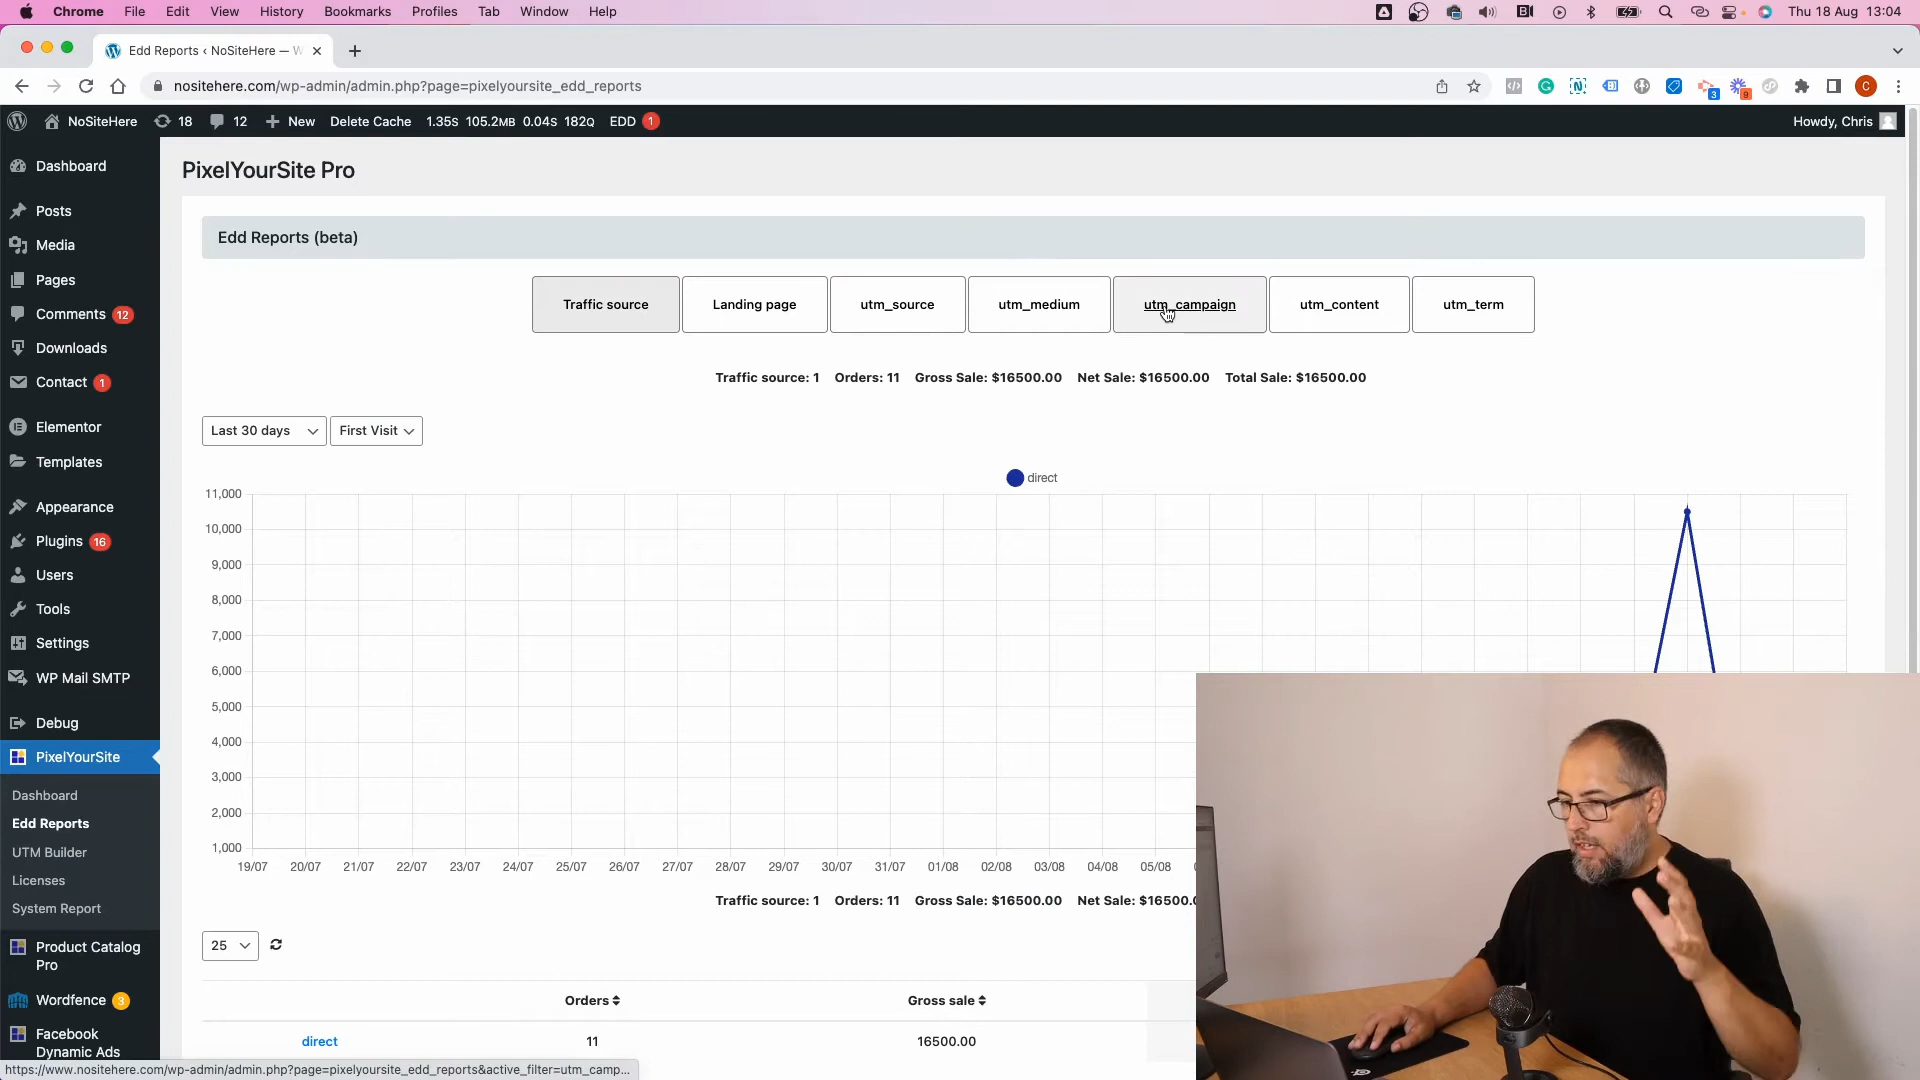 Chrome File Edit View History Bookmarks Profiles Tab Window Help Thu 18 Aug 13:04
Edd Reports ‹ NoSiteHere — W
nositehere.com/wp-admin/admin.php?page=pixelyoursite_edd_reports
3 9 C
NoSiteHere 18 12 New Delete Cache 1.35S 105.2MB 0.04S 182Q EDD 1 Howdy, Chris
Dashboard
Posts
Media
Pages
Comments 12
Downloads
Contact 1
Elementor
Templates
Appearance
Plugins 16
Users
Tools
Settings
WP Mail SMTP
Debug
PixelYourSite
Dashboard
Edd Reports
UTM Builder
Licenses
System Report
Product Catalog
Pro
Wordfence 3
Facebook
Dynamic Ads
PixelYourSite Pro
Edd Reports (beta)
Traffic source Landing page utm_source utm_medium utm_campaign utm_content utm_term
Traffic source: 1 Orders: 11 Gross Sale: $16500.00 Net Sale: $16500.00 Total Sale: $16500.00
Last 30 days First Visit
direct
11,000
10,000
9,000
8,000
7,000
6,000
5,000
4,000
3,000
2,000
1,000
19/07 20/07 21/07 22/07 23/07 24/07 25/07 26/07 27/07 28/07 29/07 30/07 31/07 01/08 02/08 03/08 04/08 05/08
Traffic source: 1 Orders: 11 Gross Sale: $16500.00 Net Sale: $16500.0
25
Orders Gross sale
direct 11 16500.00
https://www.nositehere.com/wp-admin/admin.php?page=pixelyoursite_edd_reports&active_filter=utm_camp...